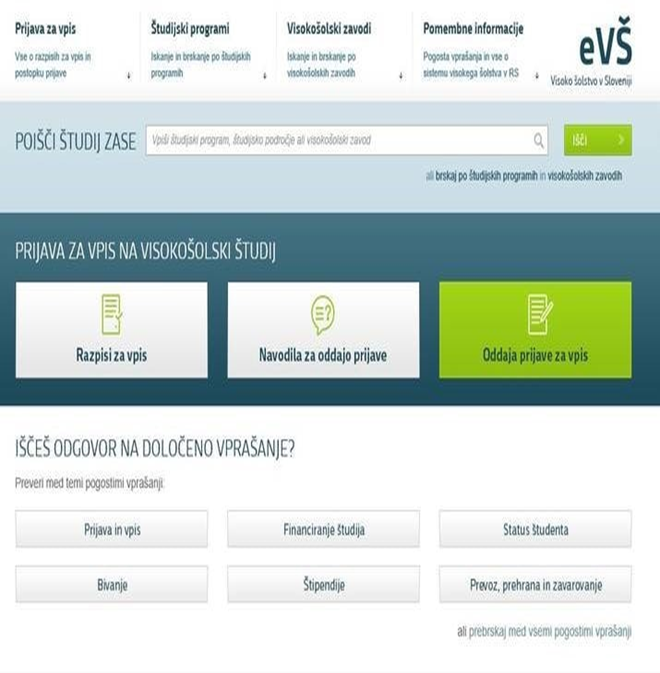 Prijava za vpis
Vse o razpisih za vpis in
postopku prijave
Študijski programi
Iskanje in brskanje po študijskih
programih
Visokošolski zavodi
Iskanje in brskanje po
visokošolskih zavodih
Pomembne informacije
Pogosta vprašanja in vse o
sistemu visokega šolstva v RS
eVŠ
Visoko šolstvo v Sloveniji
POIŠČI ŠTUDIJ ZASE
Vpiši študijski program, študijsko področje ali visokošolski zavod
IŠČI
ali brskaj po študijskih programih in visokošolskih zavodih
PRIJAVA ZA VPIS NA VISOKOŠOLSKI ŠTUDIJ
Razpisi za vpis
Navodila za oddajo prijave
Oddaja prijave za vpis
IŠČEŠ ODGOVOR NA DOLOČENO VPRAŠANJE?
Preveri med temi pogostimi vprašanji:
Prijava in vpis
Financiranje študija
Status študenta
Bivanje
Štipendije
Prevoz, prehrana in zavarovanje
ali prebrskaj med vsemi pogostimi vprašanji